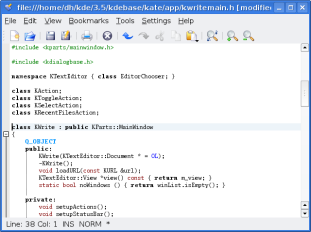 file:///home/dh/kde/3.5/kdebase/kate/app/kwritemain.h [modified
File Edit View Bookmarks Tools Settings Help
#include <kparts/mainwindow.h>
#include <kdialogbase.h>
namespace KTextEditor { class EditorChooser; }
class KAction;
class KToggleAction;
class KSelectAction;
class KRecentFilesAction;
class KWrite : public KParts::MainWindow
{
Q_OBJECT
public:
KWrite(KTextEditor::Document * = 0L);
~KWrite();
void loadURL(const KURL &url);
KTextEditor::View *view() const { return m_view; }
static bool noWindows () { return winList.isEmpty(); }
private:
void setupActions();
void setupStatusBar();
Line: 38 Col: 1 INS NORM *